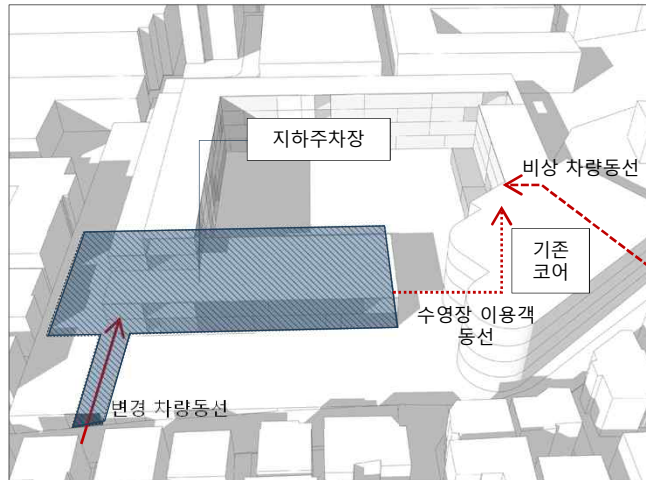 지하주차장
비상 차량동선
기존
코어
수영장 이용객
동선
변경 차량동선